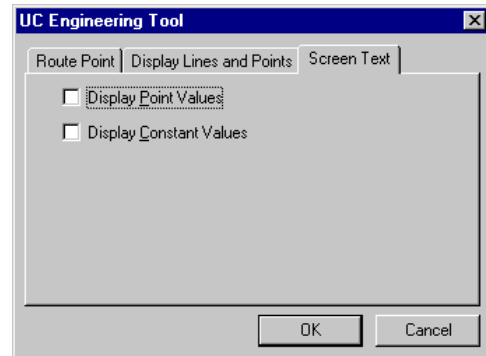 UC Engineering Tool
Route Point Display Lines and Points Screen Text
Display Point Values
Display Constant Values
OK Cancel